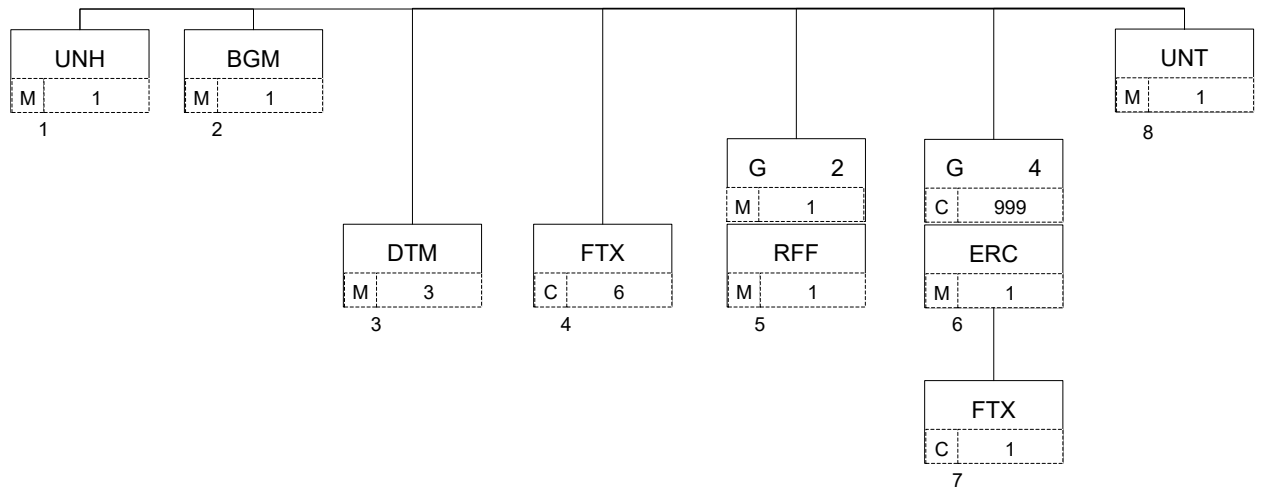 UNH
M 1
1
BGM
M 1
2
DTM
M 3
3
FTX
C 6
4
G 2
M 1
RFF
M 1
5
G 4
C 999
ERC
M 1
6
FTX
C 1
7
UNT
M 1
8